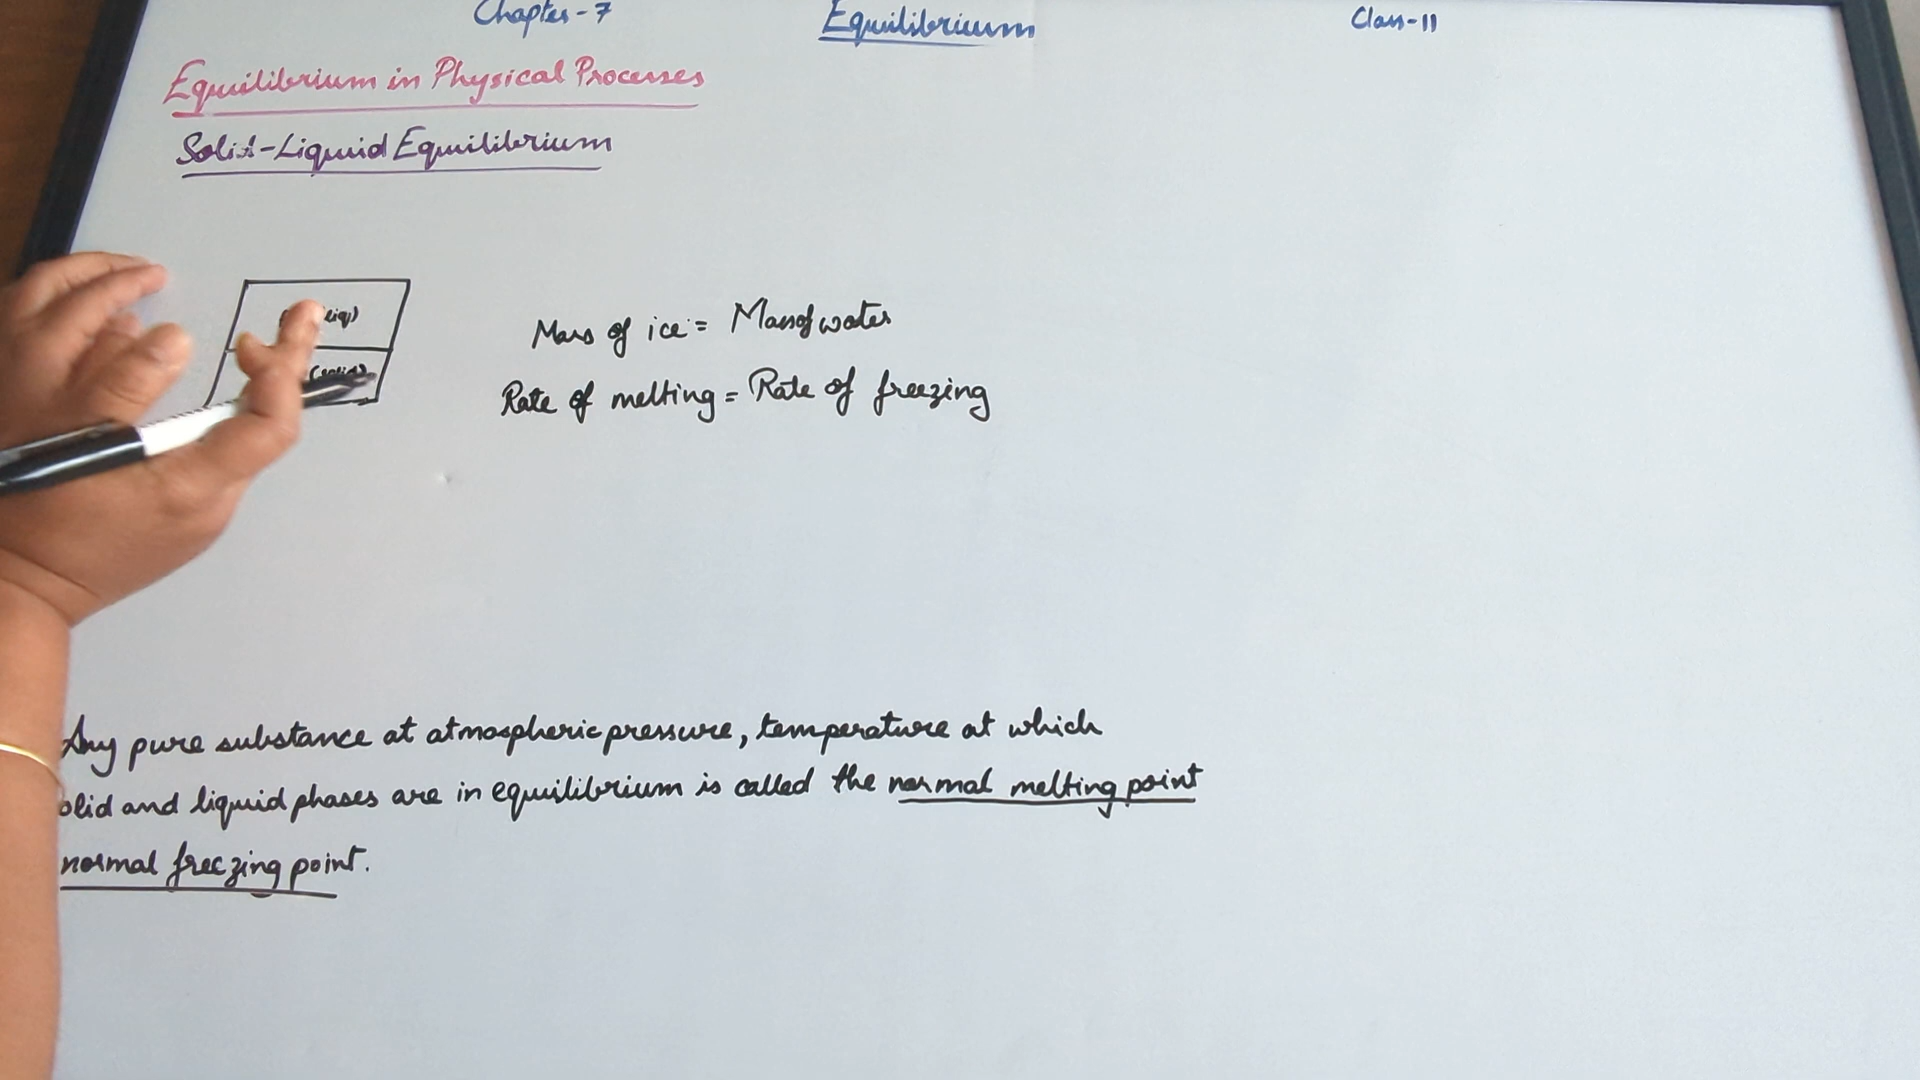 Chapter-7 Equilibrium Class-11
Equilibrium in Physical Processes
Solid-Liquid Equilibrium
liq)
(solid)
Mass of ice = Mass of water
Rate of melting = Rate of freezing
Any pure substance at atmospheric pressure, temperature at which
olid and liquid phases are in equilibrium is called the normal melting point
normal freezing point.